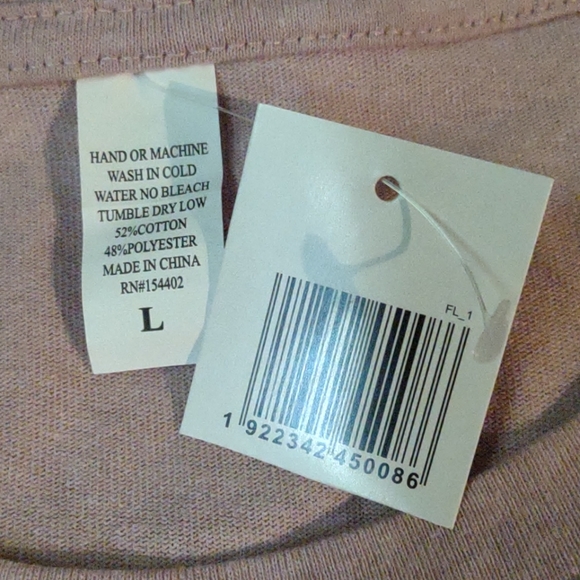 HAND OR MACHINE
WASH IN COLD
WATER NO BLEACH
TUMBLE DRY LOW
52%COTTON
48%POLYESTER
MADE IN CHINA
RN#154402
L
FL_1
1 922342 450086